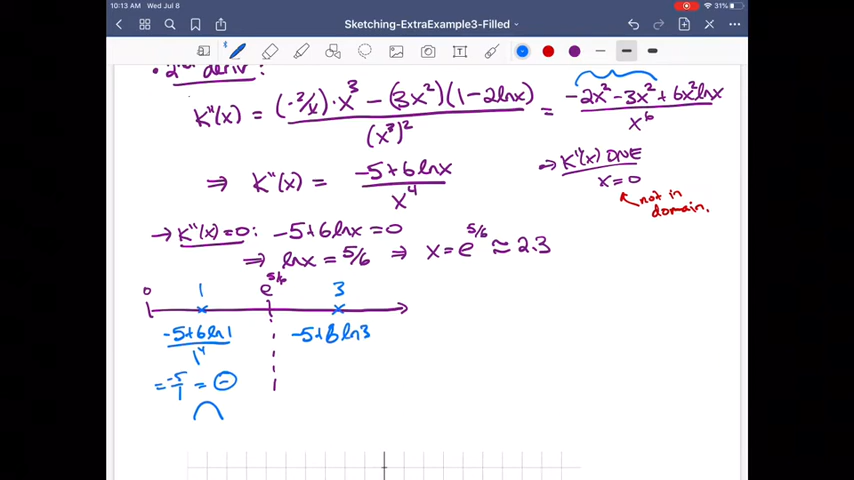 10:13 AM Wed Jul 8
31%
Sketching-ExtraExample3-Filled
• 2nd deriv:
K''(x) = (-2/x)·x³ - (3x²)(1-2lnx) / (x³)² = -2x² -3x² + 6x²lnx / x⁶
⇒ K''(x) = -5+6lnx / x⁴
→ K''(x) DNE
x=0
not in domain.
→ K''(x)=0: -5+6lnx=0
⇒ lnx = 5/6 ⇒ x=e^5/6 ≈ 2.3
0 1 e^5/6 3
-5+6ln1 / 1⁴ -5+6ln3
= -5/1 = -